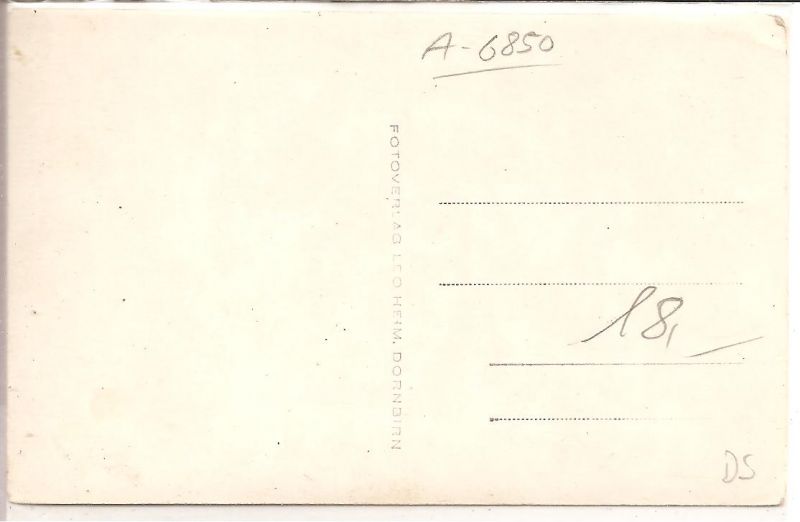 A-6850
FOTOVERLAG LEO HEIM, DORNBIRN
18,—
DS